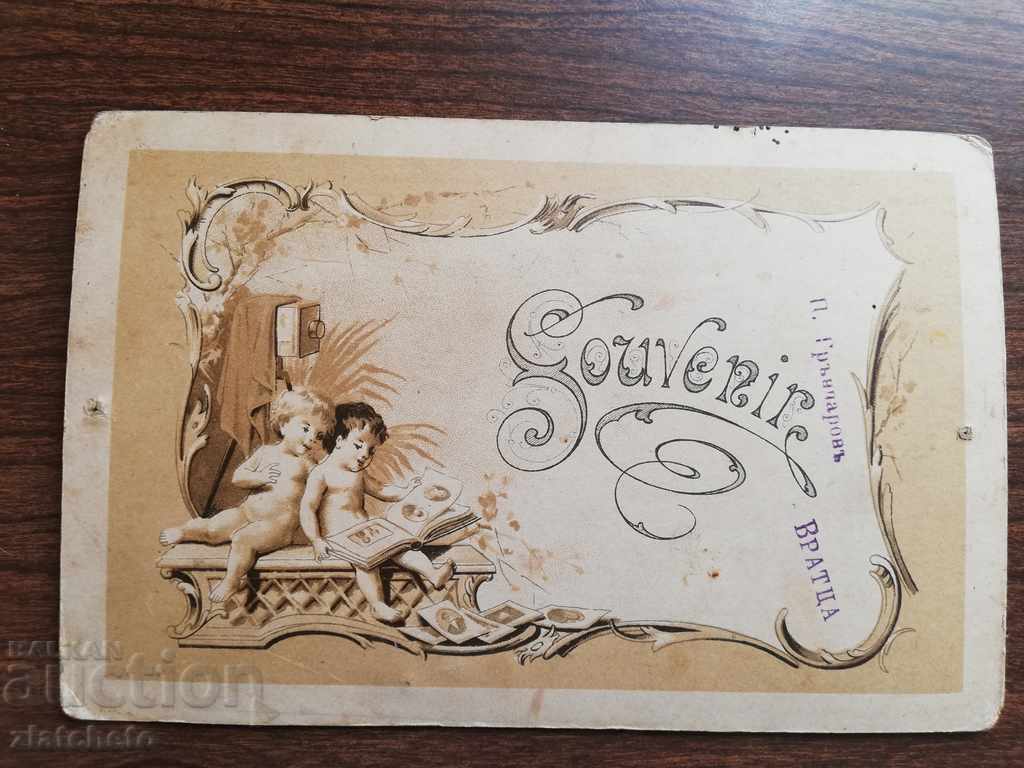 Souvenir
П. Грънчаровъ
ВРАТЦА
BALKAN
auction
zlatcheto